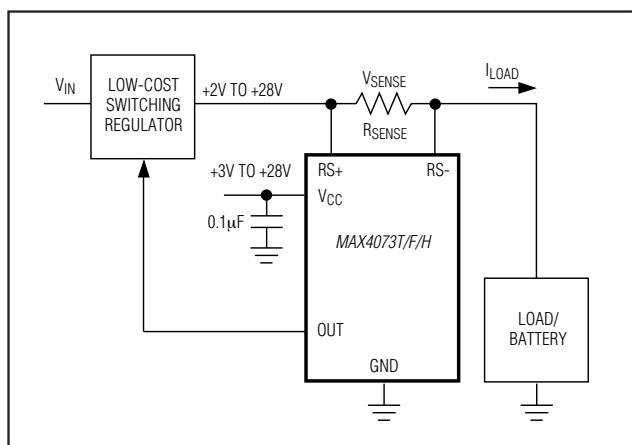 V_IN
LOW-COST
SWITCHING
REGULATOR
+2V TO +28V
V_SENSE
R_SENSE
I_LOAD
+3V TO +28V
0.1μF
RS+
RS-
V_CC
MAX4073T/F/H
OUT
GND
LOAD/
BATTERY